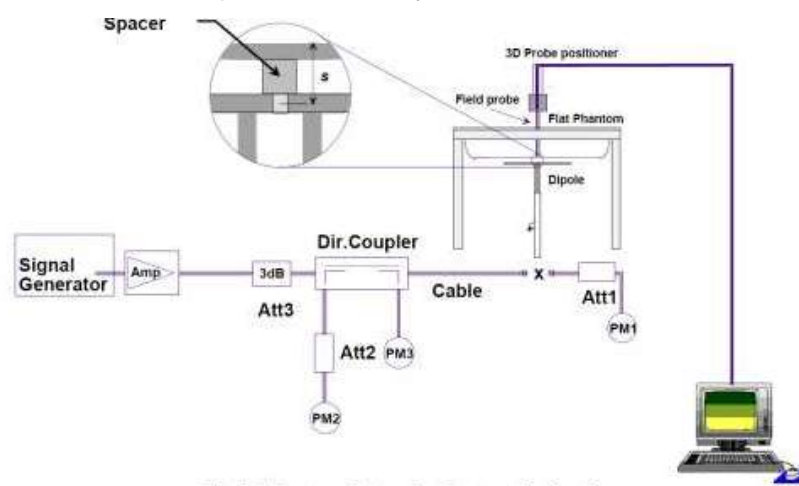 Spacer
s
3D Probe positioner
Field probe
Flat Phantom
Dipole
Dir.Coupler
Signal
Generator
Amp
3dB
Att3
Cable
x
Att1
PM1
Att2
PM3
PM2